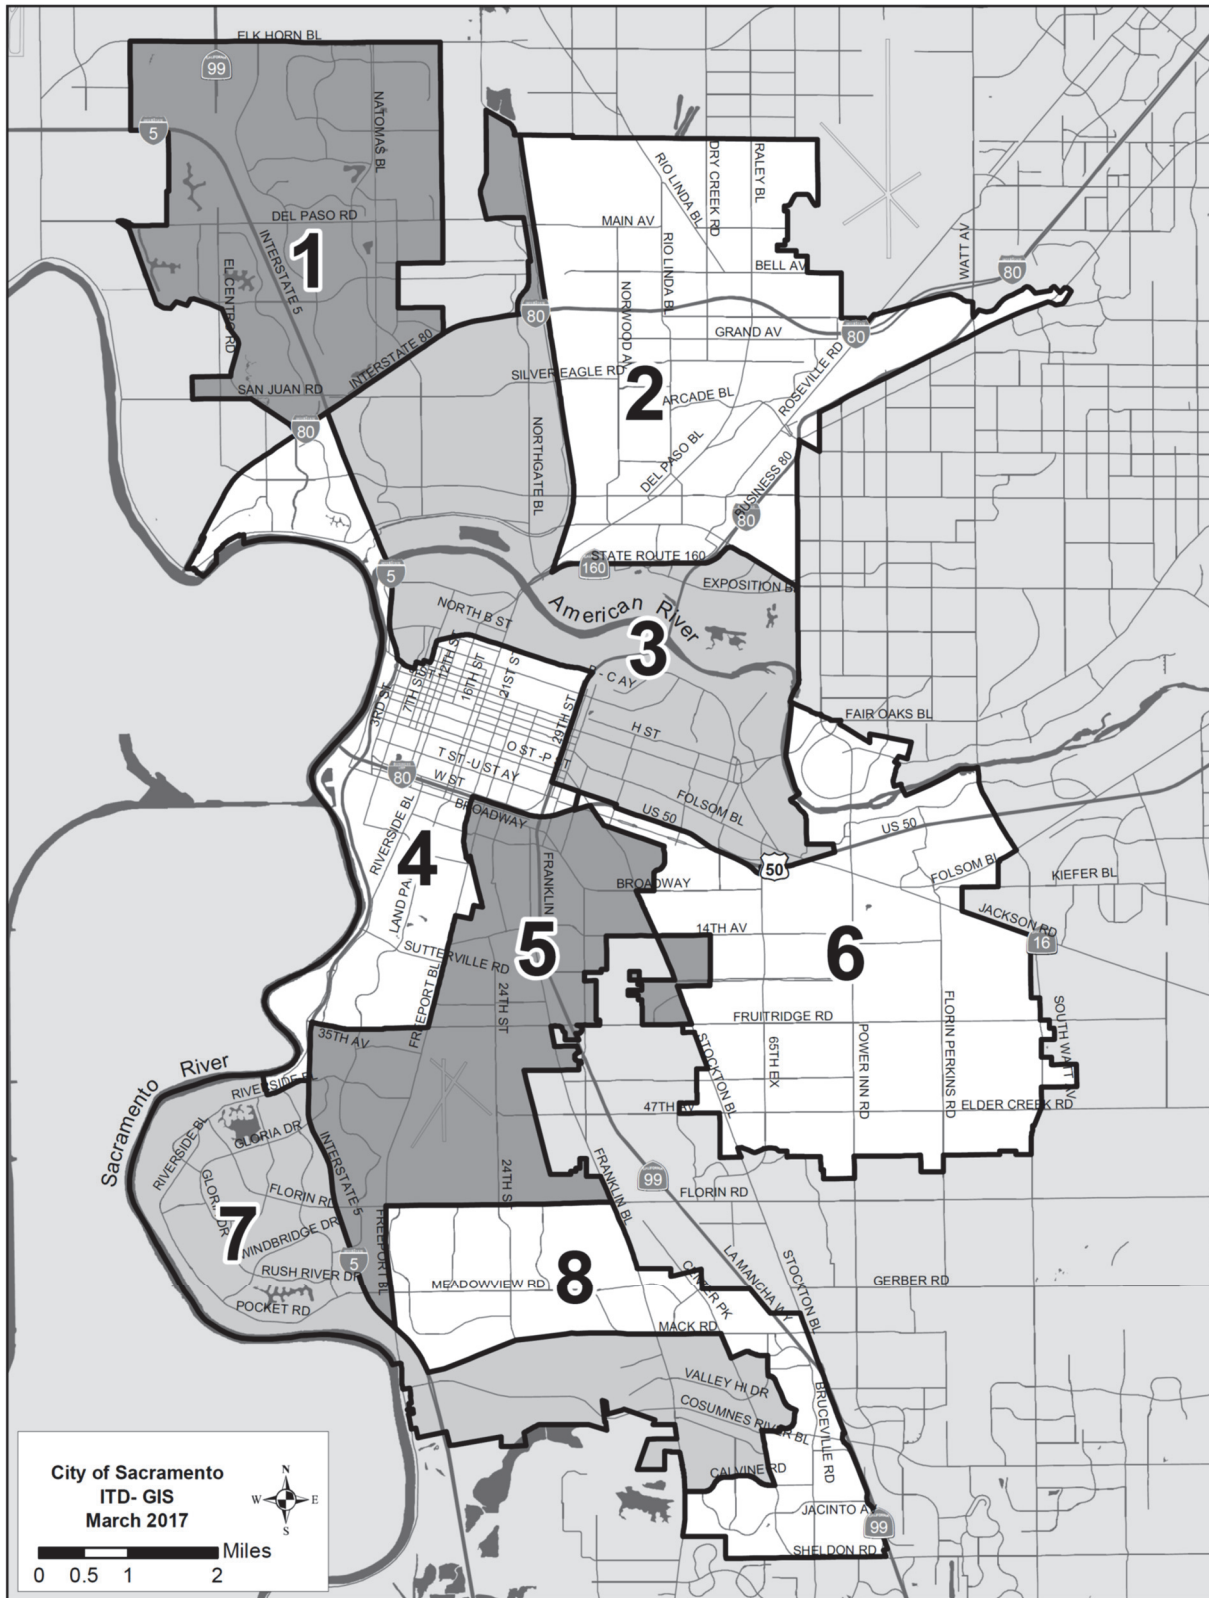 ELK HORN BL
99
5
NATOMAS BL
DEL PASO RD
1
INTERSTATE 5
EL CENTRO RD
INTERSTATE 80
SAN JUAN RD
80
RIO LINDA BL
DRY CREEK RD
RALEY BL
MAIN AV
RIO LINDA BL
BELL AV
WATT AV
80
80
NORWOOD AV
GRAND AV
80
SILVER EAGLE RD
2
ARCADE BL
ROSEVILLE RD
NORTHGATE BL
DEL PASO BL
BUSINESS 80
80
STATE ROUTE 160
160
5
EXPOSITION BL
American River
NORTH B ST
3
12TH ST
16TH ST
21ST ST
7TH ST
3RD ST
29TH ST
C AY
H ST
FAIR OAKS BL
O ST -P ST
T ST -U ST AY
W ST
80
BROADWAY
RIVERSIDE BL
US 50
FOLSOM BL
US 50
50
4
LAND PA
FRANKLIN
BROADWAY
FOLSOM BL
KIEFER BL
JACKSON RD
16
14TH AV
5
6
SUTTERVILLE RD
FREEPORT BL
24TH ST
FRUITRIDGE RD
35TH AV
STOCKTON BL
65TH EX
POWER INN RD
FLORIN PERKINS RD
SOUTH WATT AV
Sacramento River
RIVERSIDE BL
47TH AV
ELDER CREEK RD
RIVERSIDE BL
GLORIA DR
INTERSTATE 5
GLORIA DR
FLORIN RD
24TH ST
FRANKLIN BL
99
FLORIN RD
7
WINDBRIDGE DR
FREEPORT BL
5
RUSH RIVER DR
POCKET RD
8
MEADOWVIEW RD
CENTER PK
LA MANCHA WY
STOCKTON BL
GERBER RD
MACK RD
VALLEY HI DR
COSUMNES RIVER BL
BRUCEVILLE RD
CALVINE RD
JACINTO A
99
SHELDON RD
City of Sacramento
ITD- GIS
March 2017
N
W E
S
Miles
0 0.5 1 2